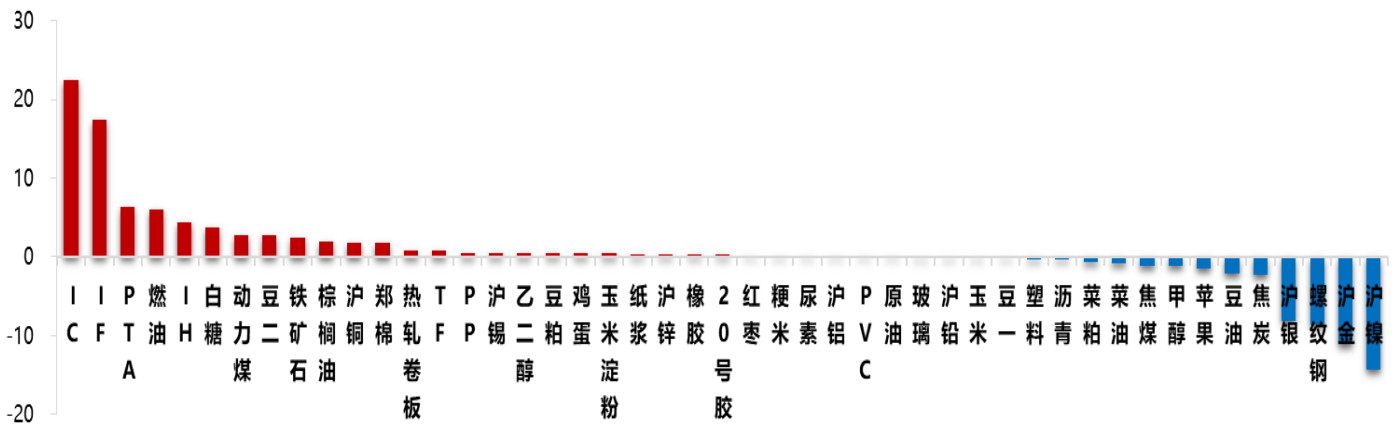 30
20
10
0
-10
-20
IC
IF
PTA
燃油
IH
白糖
动力煤
豆二
铁矿石
棕榈油
沪铜
郑棉
热轧卷板
TF
PP
沪锡
乙二醇
豆粕
鸡蛋
玉米淀粉
纸浆
沪锌
橡胶
20号胶
红枣
粳米
尿素
沪铝
PVC
原油
玻璃
沪铅
玉米
豆一
塑料
沥青
菜粕
菜油
焦煤
甲醇
苹果
豆油
焦炭
沪银
螺纹钢
沪金
沪镍